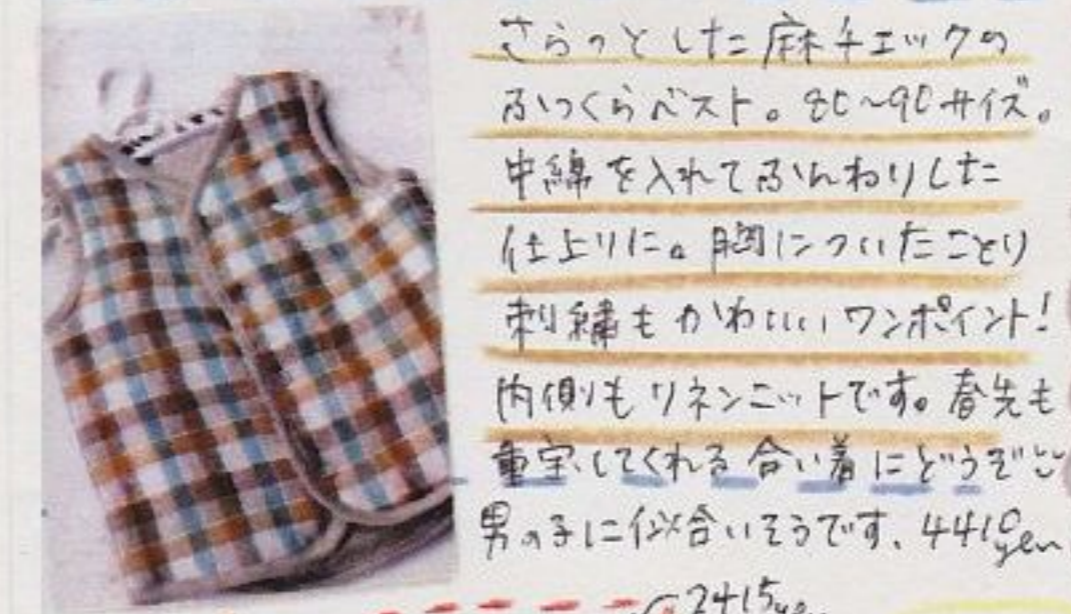 さらっとした麻チェックの
ふっくらベスト。80~90サイズ。
中綿を入れてふんわりした
仕上りに。胸についたことり
刺繍もかわいいワンポイント!
内側もリネンニットです。春先も
重宝してくれる合い着にどうぞ
男の子に似合いそうです、4410yen
2415yen